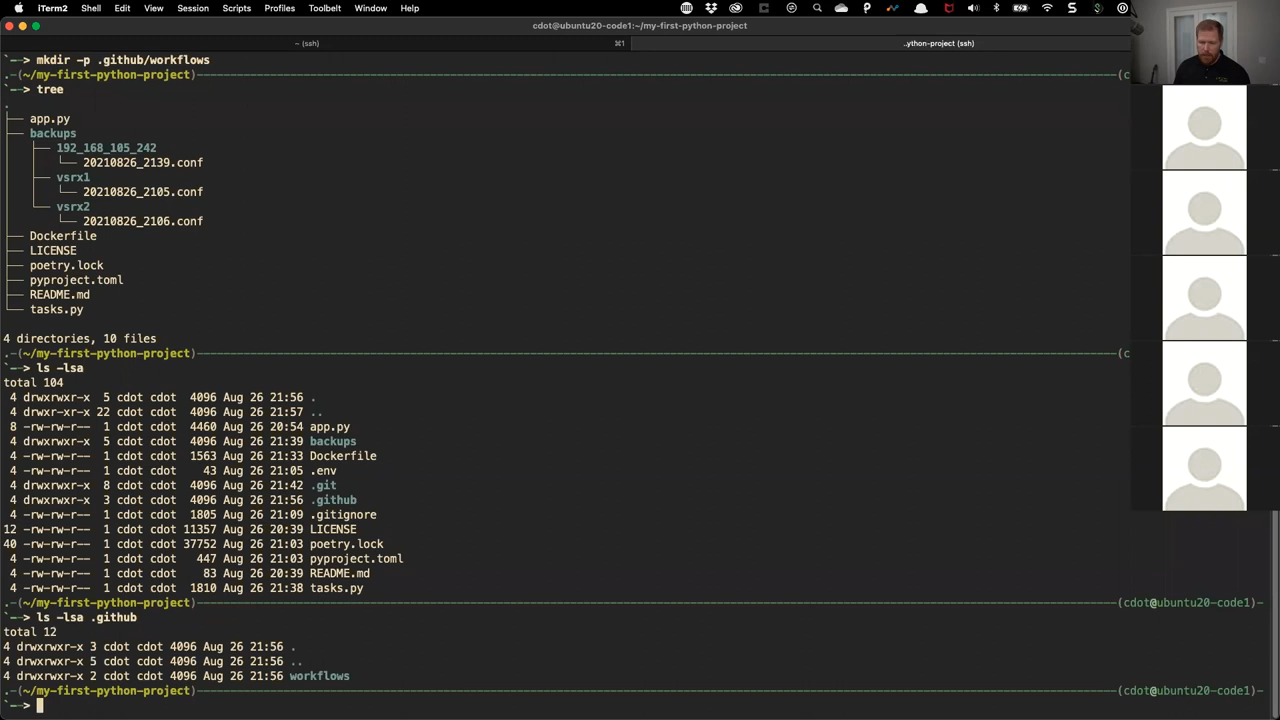 iTerm2 Shell Edit View Session Scripts Profiles Toolbelt Window Help
cdot@ubuntu20-code1:~/my-first-python-project
~ (ssh) ⌘1 ..ython-project (ssh)
`--> mkdir -p .github/workflows
.-(~/my-first-python-project)------(c
`--> tree
.
├── app.py
├── backups
│   ├── 192_168_105_242
│   │   └── 20210826_2139.conf
│   ├── vsrx1
│   │   └── 20210826_2105.conf
│   └── vsrx2
│       └── 20210826_2106.conf
├── Dockerfile
├── LICENSE
├── poetry.lock
├── pyproject.toml
├── README.md
└── tasks.py
4 directories, 10 files
.-(~/my-first-python-project)------(c
`--> ls -lsa
total 104
4 drwxrwxr-x 5 cdot cdot 4096 Aug 26 21:56 .
4 drwxr-xr-x 22 cdot cdot 4096 Aug 26 21:57 ..
8 -rw-rw-r-- 1 cdot cdot 4460 Aug 26 20:54 app.py
4 drwxrwxr-x 5 cdot cdot 4096 Aug 26 21:39 backups
4 -rw-rw-r-- 1 cdot cdot 1563 Aug 26 21:33 Dockerfile
4 -rw-rw-r-- 1 cdot cdot 43 Aug 26 21:05 .env
4 drwxrwxr-x 8 cdot cdot 4096 Aug 26 21:42 .git
4 drwxrwxr-x 3 cdot cdot 4096 Aug 26 21:56 .github
4 -rw-rw-r-- 1 cdot cdot 1805 Aug 26 21:09 .gitignore
12 -rw-rw-r-- 1 cdot cdot 11357 Aug 26 20:39 LICENSE
40 -rw-rw-r-- 1 cdot cdot 37752 Aug 26 21:03 poetry.lock
4 -rw-rw-r-- 1 cdot cdot 447 Aug 26 21:03 pyproject.toml
4 -rw-rw-r-- 1 cdot cdot 83 Aug 26 20:39 README.md
4 -rw-rw-r-- 1 cdot cdot 1810 Aug 26 21:38 tasks.py
.-(~/my-first-python-project)------(cdot@ubuntu20-code1)-
`--> ls -lsa .github
total 12
4 drwxrwxr-x 3 cdot cdot 4096 Aug 26 21:56 .
4 drwxrwxr-x 5 cdot cdot 4096 Aug 26 21:56 ..
4 drwxrwxr-x 2 cdot cdot 4096 Aug 26 21:56 workflows
.-(~/my-first-python-project)------(cdot@ubuntu20-code1)-
`-->